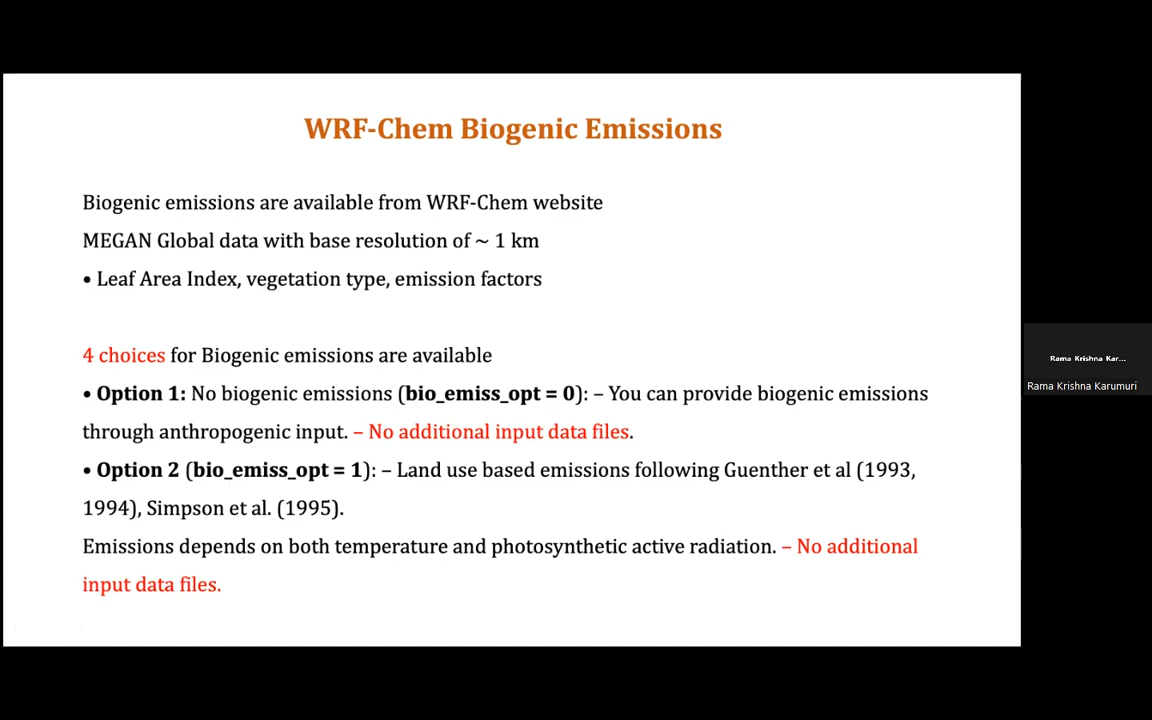 WRF-Chem Biogenic Emissions
Biogenic emissions are available from WRF-Chem website
MEGAN Global data with base resolution of ~ 1 km
• Leaf Area Index, vegetation type, emission factors
4 choices for Biogenic emissions are available
• Option 1: No biogenic emissions (bio_emiss_opt = 0): – You can provide biogenic emissions
through anthropogenic input. – No additional input data files.
• Option 2 (bio_emiss_opt = 1): – Land use based emissions following Guenther et al (1993,
1994), Simpson et al. (1995).
Emissions depends on both temperature and photosynthetic active radiation. – No additional
input data files.
Rama Krishna Kar...
Rama Krishna Karumuri